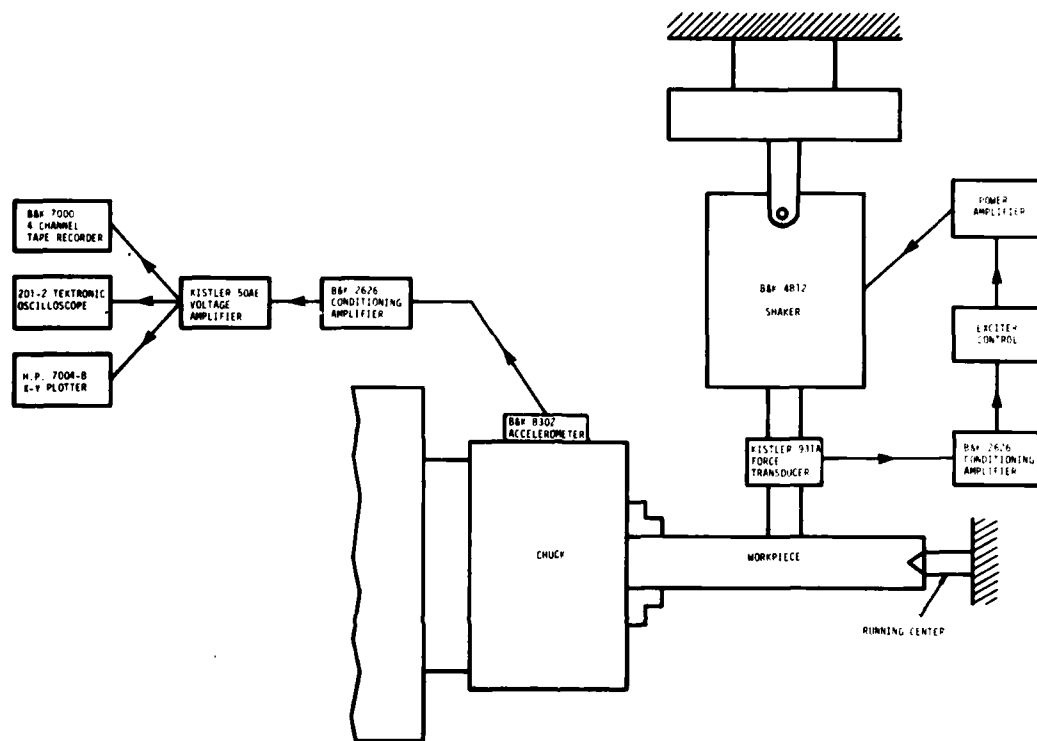 B&K 7000
4 CHANNEL
TAPE RECORDER
201-2 TEKTRONIC
OSCILLOSCOPE
H.P. 7004-B
X-Y PLOTTER
KISTLER 50AE
VOLTAGE
AMPLIFIER
B&K 2626
CONDITIONING
AMPLIFIER
B&K 8302
ACCELEROMETER
CHUCK
B&K 4812
SHAKER
KISTLER 931A
FORCE
TRANSDUCER
WORKPIECE
POWER
AMPLIFIER
EXCITER
CONTROL
B&K 2626
CONDITIONING
AMPLIFIER
RUNNING CENTER